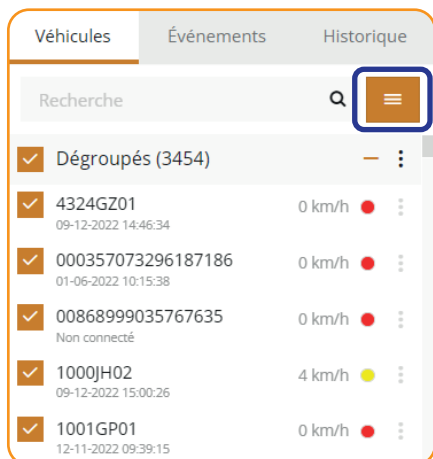 Véhicules Événements Historique
Recherche
Dégroupés (3454)
4324GZ01 0 km/h
09-12-2022 14:46:34
000357073296187186 0 km/h
01-06-2022 10:15:38
00868999035767635 0 km/h
Non connecté
1000JH02 4 km/h
09-12-2022 15:00:26
1001GP01 0 km/h
12-11-2022 09:39:15